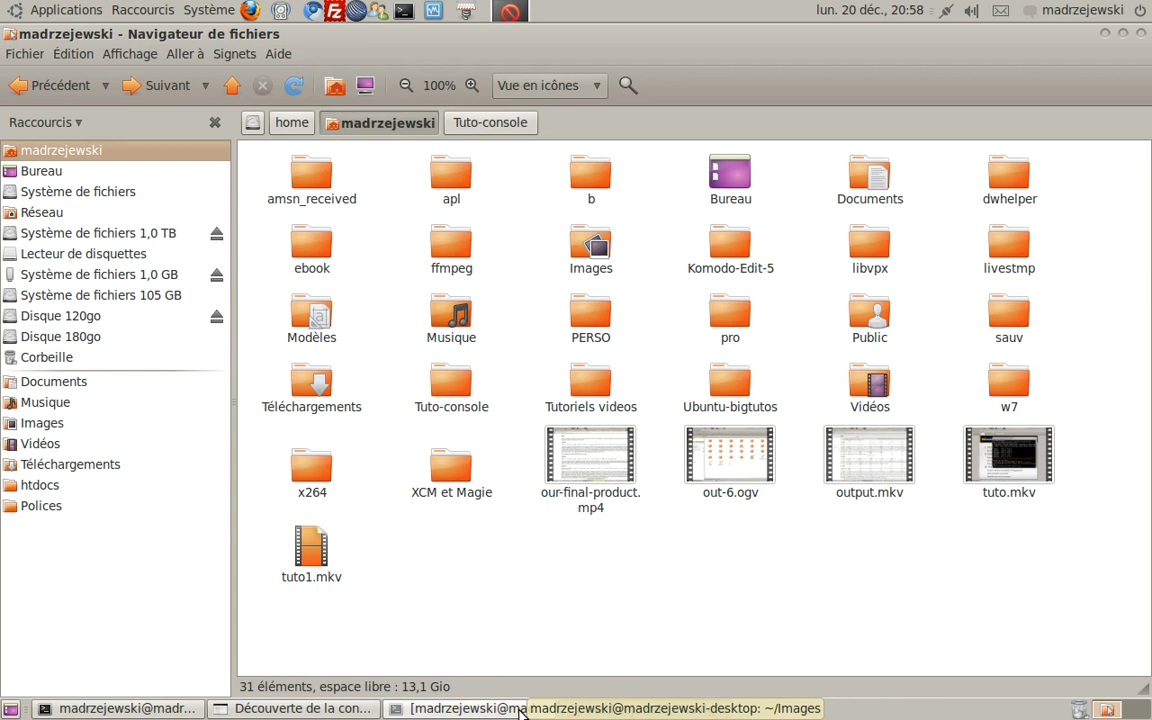 Applications Raccourcis Système lun. 20 déc., 20:58 madrzejewski
madrzejewski - Navigateur de fichiers
Fichier Édition Affichage Aller à Signets Aide
Précédent Suivant 100% Vue en icônes
Raccourcis home madrzejewski Tuto-console
madrzejewski
Bureau
Système de fichiers
Réseau
Système de fichiers 1,0 TB
Lecteur de disquettes
Système de fichiers 1,0 GB
Système de fichiers 105 GB
Disque 120go
Disque 180go
Corbeille
Documents
Musique
Images
Vidéos
Téléchargements
htdocs
Polices
amsn_received apl b Bureau Documents dwhelper
ebook ffmpeg Images Komodo-Edit-5 libvpx livestmp
Modèles Musique PERSO pro Public sauv
Téléchargements Tuto-console Tutoriels videos Ubuntu-bigtutos Vidéos w7
x264 XCM et Magie our-final-product. out-6.ogv output.mkv tuto.mkv
mp4
tuto1.mkv
31 éléments, espace libre : 13,1 Gio
madrzejewski@madr... Découverte de la con... [madrzejewski@ma madrzejewski@madrzejewski-desktop: ~/Images